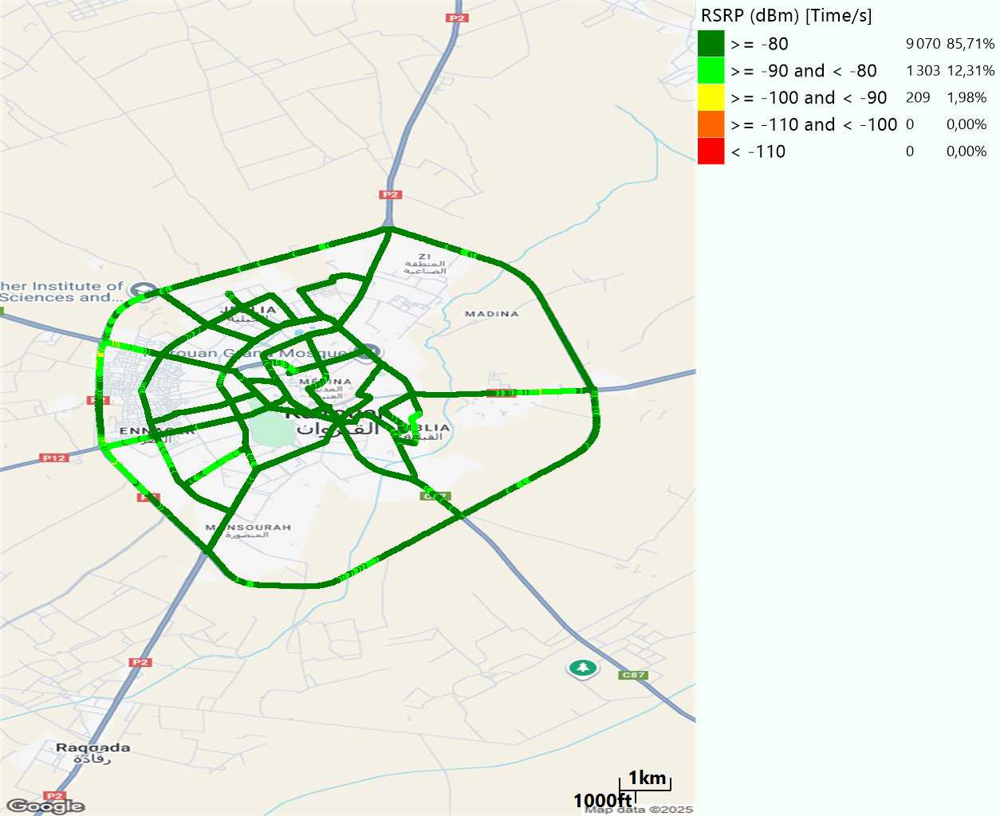 RSRP (dBm) [Time/s]
>= -80 9 070 85,71%
>= -90 and < -80 1 303 12,31%
>= -100 and < -90 209 1,98%
>= -110 and < -100 0 0,00%
< -110 0 0,00%
P2
P2
ZI
المنطقة
الصناعية
her Institute of
Sciences and...
MADINA
Grand Mosque
MEDINA
القيروان
ENNASER
P12
C87
MANSOURAH
المنصورة
P2
C87
Raqqada
رقادة
P2
1km
1000ft
Google
Map data ©2025